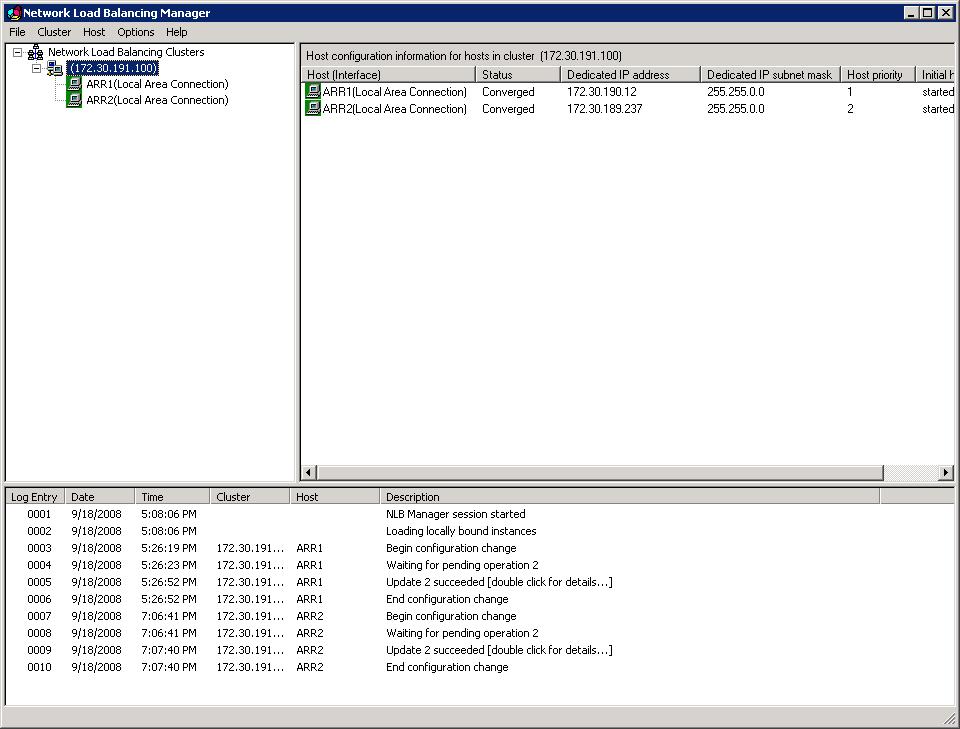 Network Load Balancing Manager
File Cluster Host Options Help
Network Load Balancing Clusters
(172.30.191.100)
ARR1(Local Area Connection)
ARR2(Local Area Connection)
Host configuration information for hosts in cluster (172.30.191.100)
Host (Interface) Status Dedicated IP address Dedicated IP subnet mask Host priority Initial h
ARR1(Local Area Connection) Converged 172.30.190.12 255.255.0.0 1 started
ARR2(Local Area Connection) Converged 172.30.189.237 255.255.0.0 2 started
Log Entry Date Time Cluster Host Description
0001 9/18/2008 5:08:06 PM NLB Manager session started
0002 9/18/2008 5:08:06 PM Loading locally bound instances
0003 9/18/2008 5:26:19 PM 172.30.191... ARR1 Begin configuration change
0004 9/18/2008 5:26:23 PM 172.30.191... ARR1 Waiting for pending operation 2
0005 9/18/2008 5:26:52 PM 172.30.191... ARR1 Update 2 succeeded [double click for details...]
0006 9/18/2008 5:26:52 PM 172.30.191... ARR1 End configuration change
0007 9/18/2008 7:06:41 PM 172.30.191... ARR2 Begin configuration change
0008 9/18/2008 7:06:41 PM 172.30.191... ARR2 Waiting for pending operation 2
0009 9/18/2008 7:07:40 PM 172.30.191... ARR2 Update 2 succeeded [double click for details...]
0010 9/18/2008 7:07:40 PM 172.30.191... ARR2 End configuration change